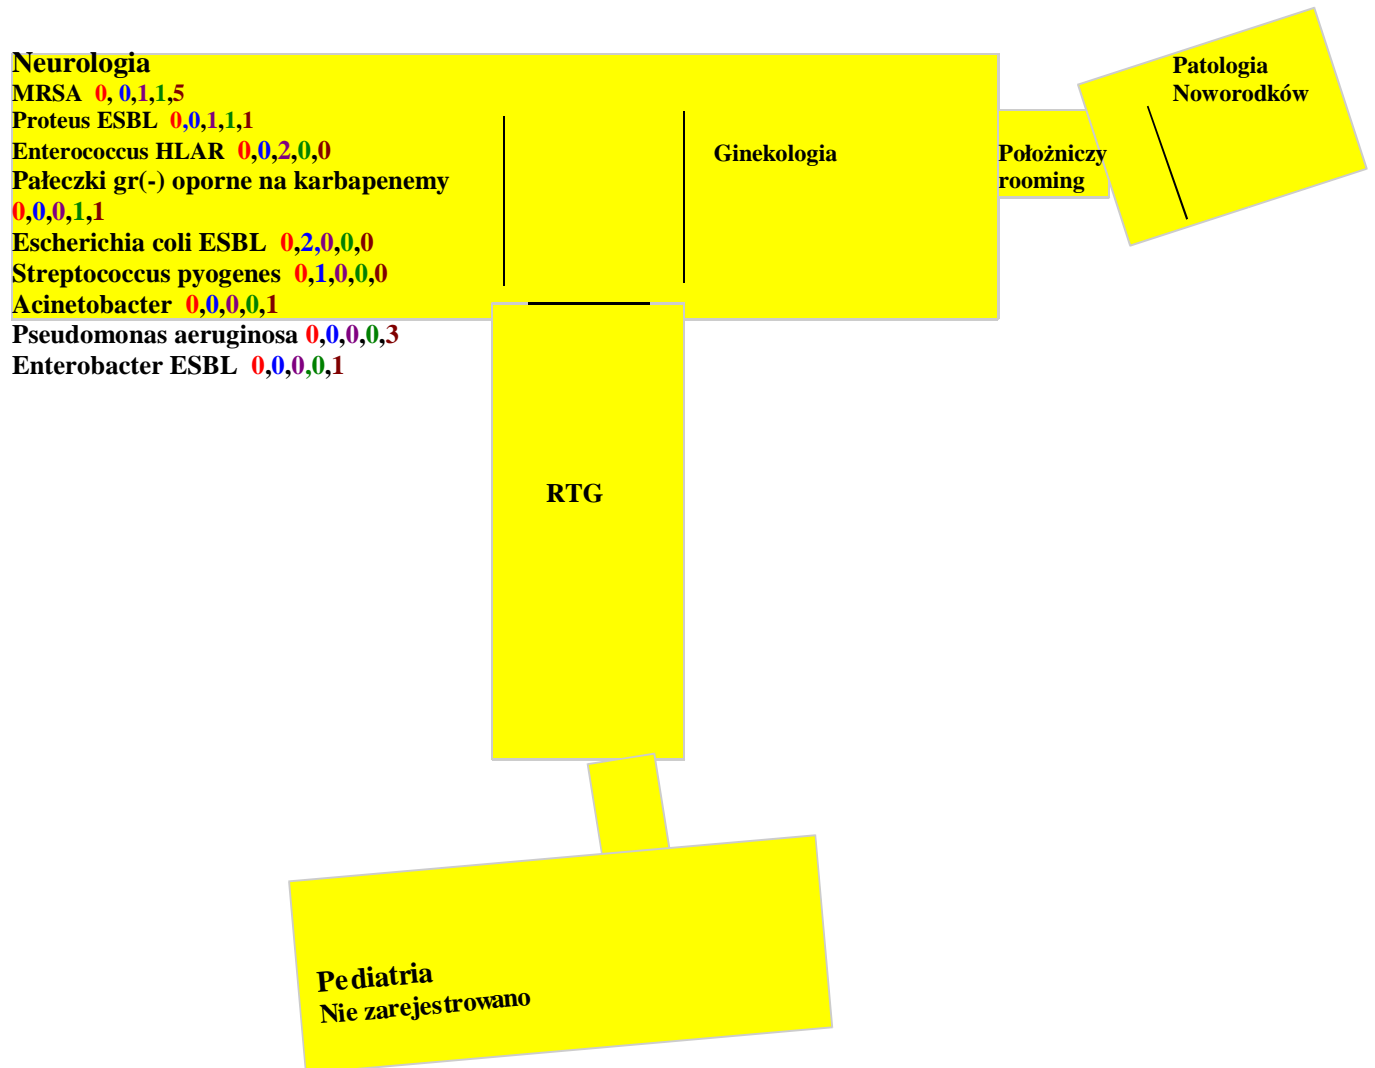 Neurologia
MRSA 0, 0,1,1,5
Proteus ESBL 0,0,1,1,1
Enterococcus HLAR 0,0,2,0,0
Pałeczki gr(-) oporne na karbapenemy
0,0,0,1,1
Escherichia coli ESBL 0,2,0,0,0
Streptococcus pyogenes 0,1,0,0,0
Acinetobacter 0,0,0,0,1
Pseudomonas aeruginosa 0,0,0,0,3
Enterobacter ESBL 0,0,0,0,1
Ginekologia
Położniczy
rooming
Patologia
Noworodków
RTG
Pediatria
Nie zarejestrowano